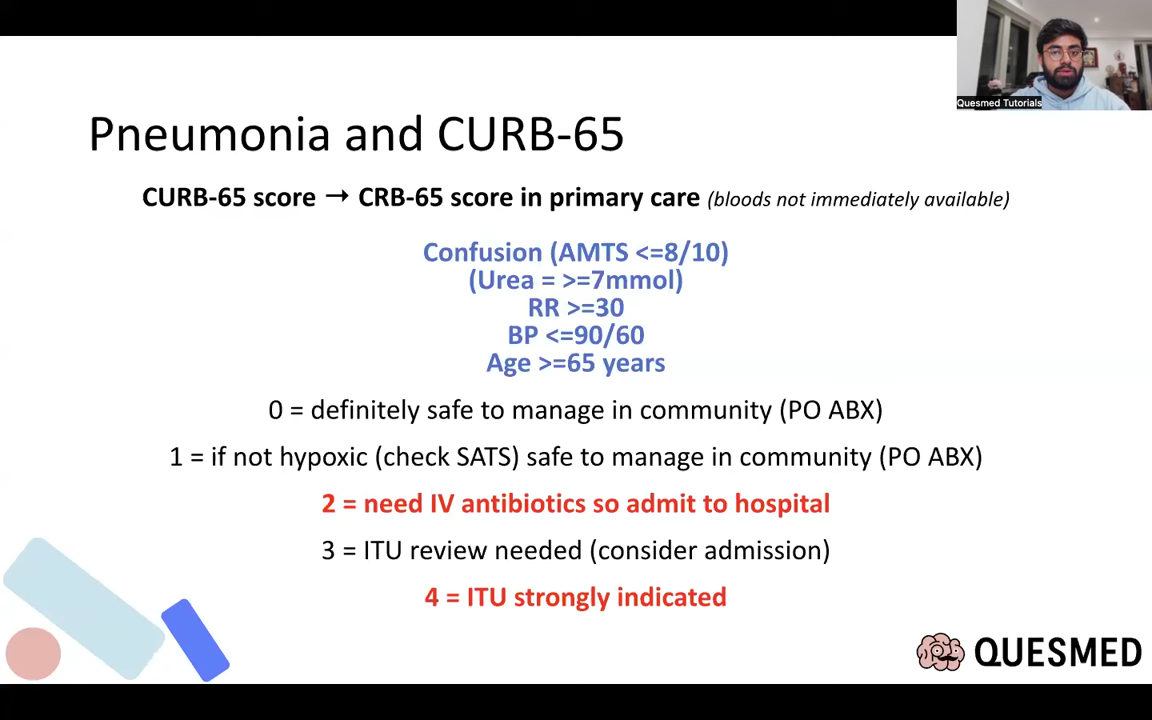 Quesmed Tutorials
Pneumonia and CURB-65
CURB-65 score → CRB-65 score in primary care (bloods not immediately available)
Confusion (AMTS <=8/10)
(Urea = >=7mmol)
RR >=30
BP <=90/60
Age >=65 years
0 = definitely safe to manage in community (PO ABX)
1 = if not hypoxic (check SATS) safe to manage in community (PO ABX)
2 = need IV antibiotics so admit to hospital
3 = ITU review needed (consider admission)
4 = ITU strongly indicated
QUESMED